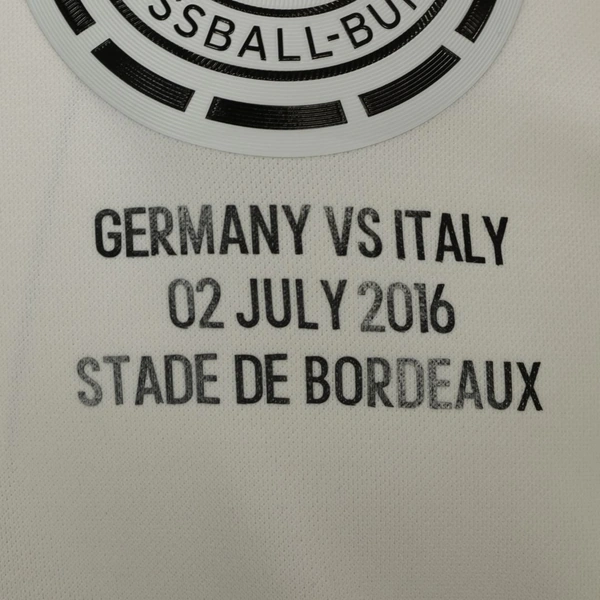 SSBALL-BU
GERMANY VS ITALY
02 JULY 2016
STADE DE BORDEAUX